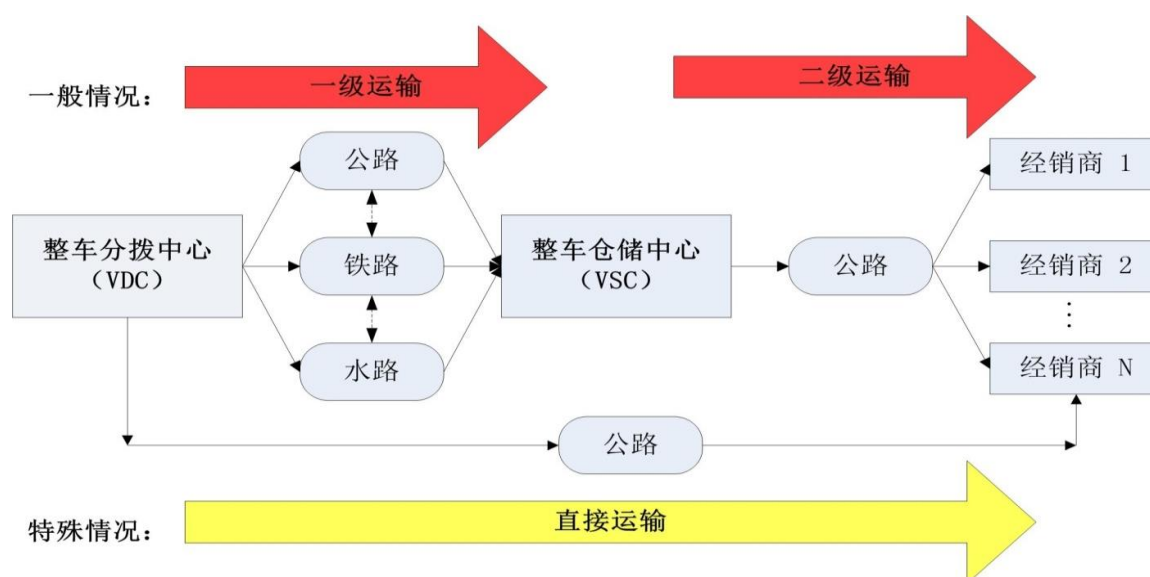 一级运输
二级运输
一般情况：
公路
经销商 1
整车分拨中心
（VDC）
铁路
整车仓储中心
（VSC）
公路
经销商 2
⋮
水路
经销商 N
公路
直接运输
特殊情况：